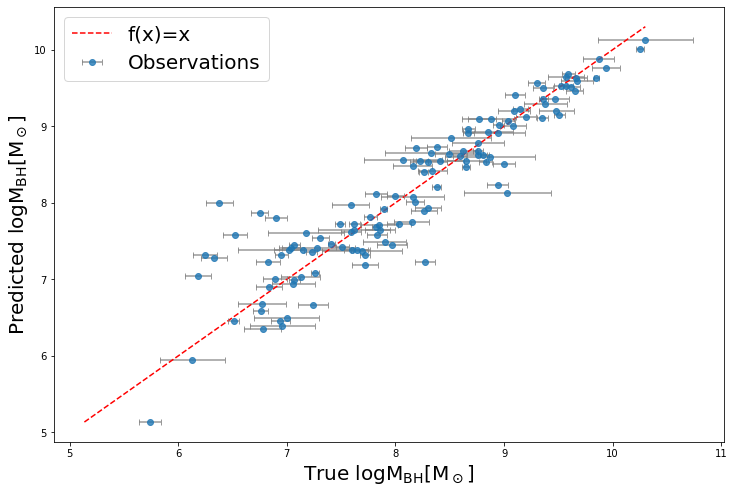 f(x)=x
Observations
10
9
8
7
6
5
Predicted logM_BH[M_⊙]
5 6 7 8 9 10 11
True logM_BH[M_⊙]